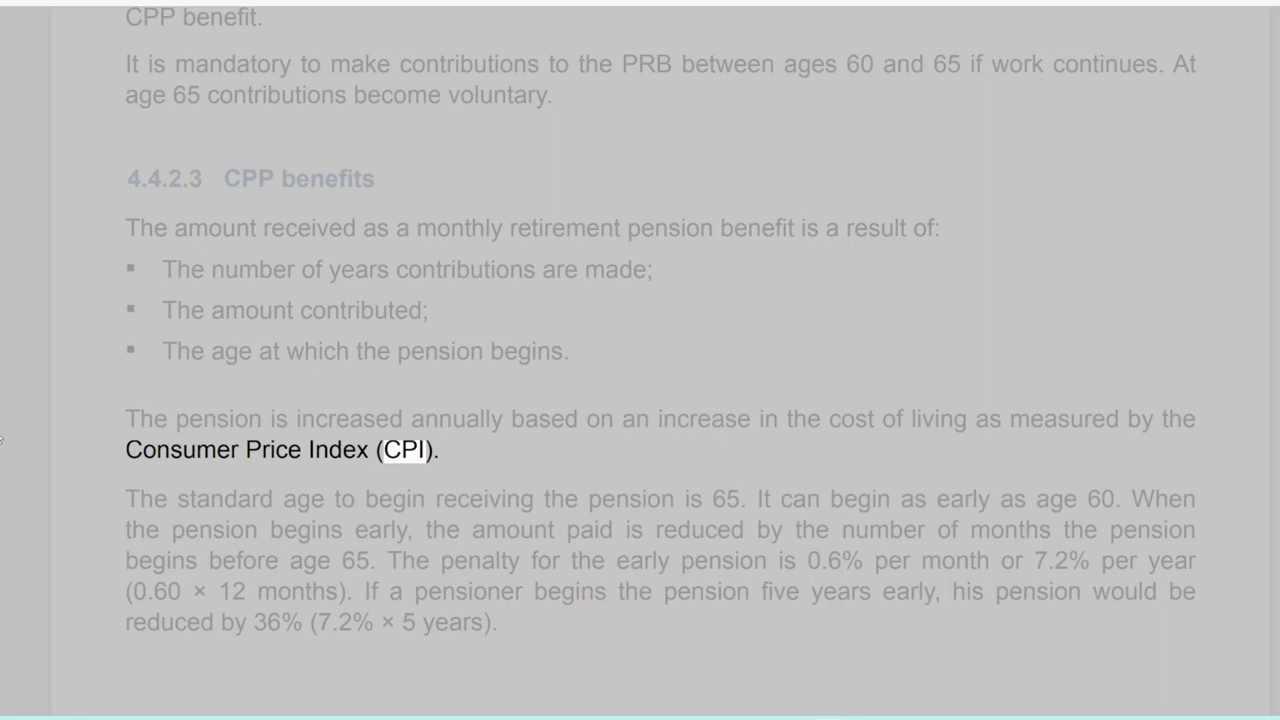 CPP benefit.
It is mandatory to make contributions to the PRB between ages 60 and 65 if work continues. At
age 65 contributions become voluntary.
4.4.2.3 CPP benefits
The amount received as a monthly retirement pension benefit is a result of:
▪ The number of years contributions are made;
▪ The amount contributed;
▪ The age at which the pension begins.
The pension is increased annually based on an increase in the cost of living as measured by the
Consumer Price Index (CPI).
The standard age to begin receiving the pension is 65. It can begin as early as age 60. When
the pension begins early, the amount paid is reduced by the number of months the pension
begins before age 65. The penalty for the early pension is 0.6% per month or 7.2% per year
(0.60 × 12 months). If a pensioner begins the pension five years early, his pension would be
reduced by 36% (7.2% × 5 years).